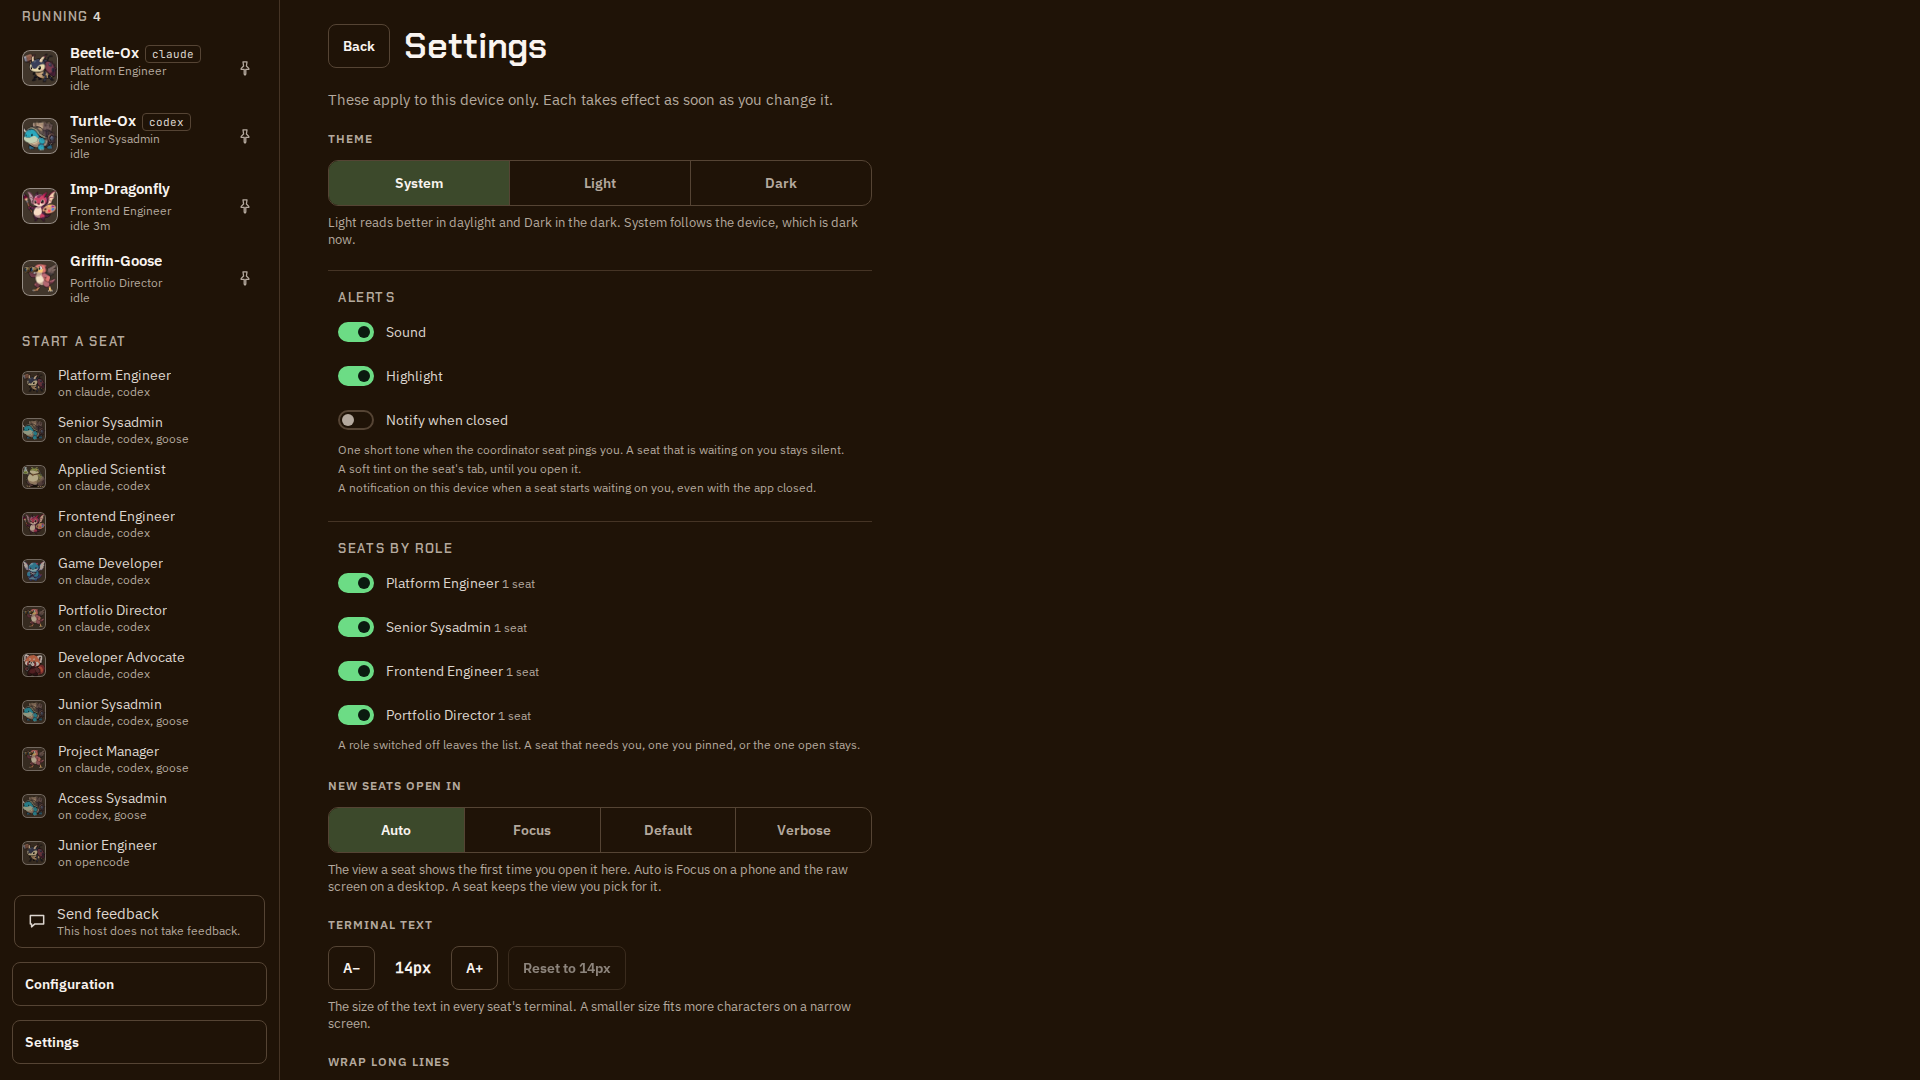 RUNNING 4
Beetle-Ox claude
Platform Engineer
idle
Turtle-Ox codex
Senior Sysadmin
idle
Imp-Dragonfly
Frontend Engineer
idle 3m
Griffin-Goose
Portfolio Director
idle
START A SEAT
Platform Engineer
on claude, codex
Senior Sysadmin
on claude, codex, goose
Applied Scientist
on claude, codex
Frontend Engineer
on claude, codex
Game Developer
on claude, codex
Portfolio Director
on claude, codex
Developer Advocate
on claude, codex
Junior Sysadmin
on claude, codex, goose
Project Manager
on claude, codex, goose
Access Sysadmin
on codex, goose
Junior Engineer
on opencode
Send feedback
This host does not take feedback.
Configuration
Settings
Back Settings
These apply to this device only. Each takes effect as soon as you change it.
THEME
System Light Dark
Light reads better in daylight and Dark in the dark. System follows the device, which is dark
now.
ALERTS
Sound
Highlight
Notify when closed
One short tone when the coordinator seat pings you. A seat that is waiting on you stays silent.
A soft tint on the seat's tab, until you open it.
A notification on this device when a seat starts waiting on you, even with the app closed.
SEATS BY ROLE
Platform Engineer 1 seat
Senior Sysadmin 1 seat
Frontend Engineer 1 seat
Portfolio Director 1 seat
A role switched off leaves the list. A seat that needs you, one you pinned, or the one open stays.
NEW SEATS OPEN IN
Auto Focus Default Verbose
The view a seat shows the first time you open it here. Auto is Focus on a phone and the raw
screen on a desktop. A seat keeps the view you pick for it.
TERMINAL TEXT
A− 14px A+ Reset to 14px
The size of the text in every seat's terminal. A smaller size fits more characters on a narrow
screen.
WRAP LONG LINES